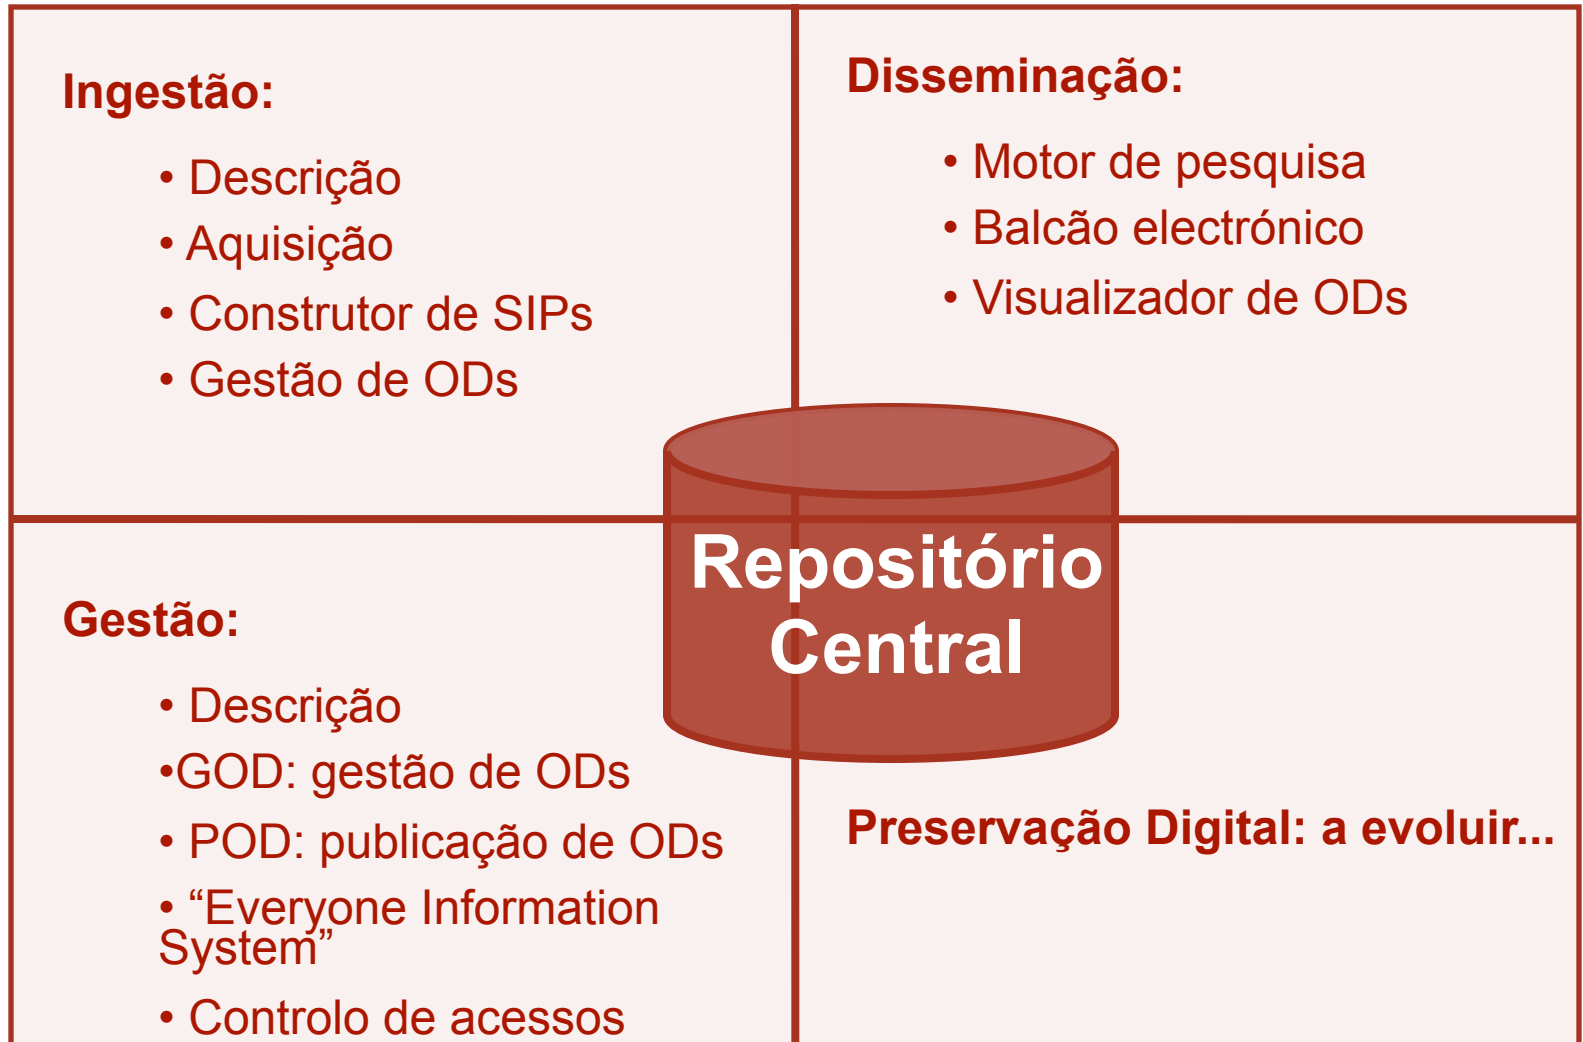 Ingestão:
• Descrição
• Aquisição
• Construtor de SIPs
• Gestão de ODs
Disseminação:
• Motor de pesquisa
• Balcão electrónico
• Visualizador de ODs
Repositório
Central
Gestão:
• Descrição
•GOD: gestão de ODs
• POD: publicação de ODs
• “Everyone Information
System”
• Controlo de acessos
Preservação Digital: a evoluir...